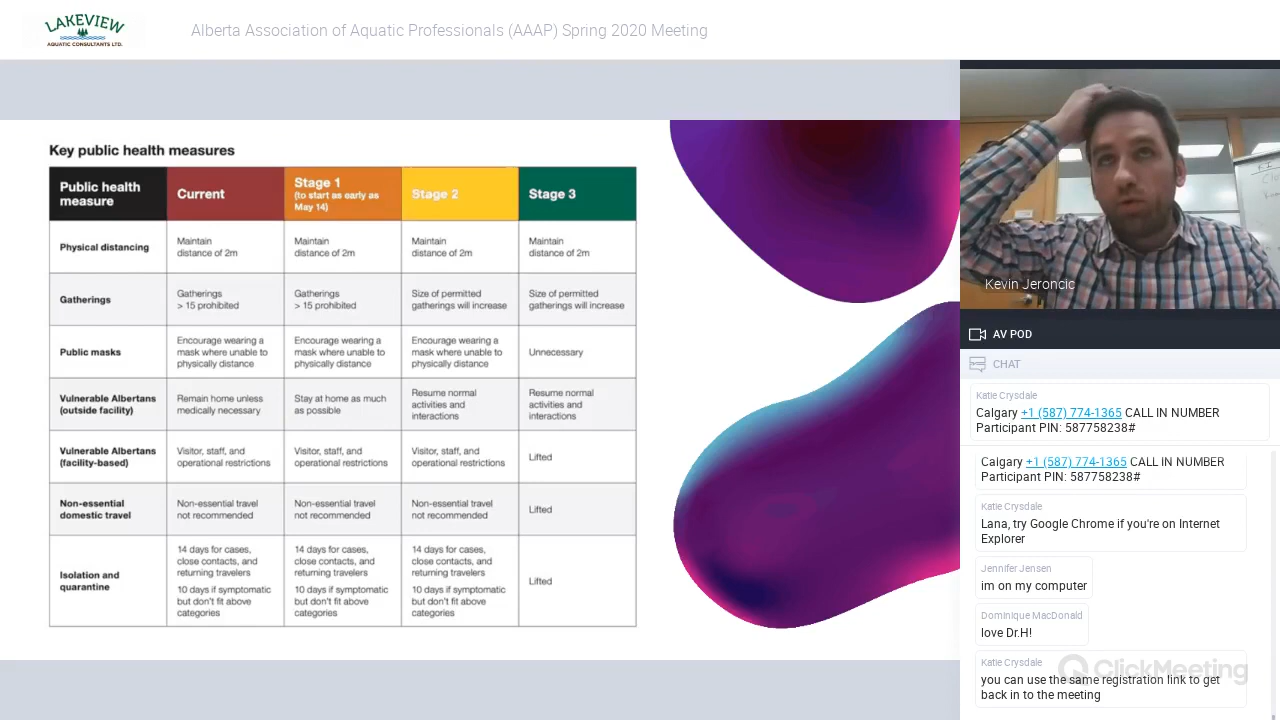 LAKEVIEW
AQUATIC CONSULTANTS LTD.
Alberta Association of Aquatic Professionals (AAAP) Spring 2020 Meeting
Key public health measures
Public health
measure
Current
Stage 1
(to start as early as
May 14)
Stage 2
Stage 3
Physical distancing
Maintain
distance of 2m
Maintain
distance of 2m
Maintain
distance of 2m
Maintain
distance of 2m
Gatherings
Gatherings
> 15 prohibited
Gatherings
> 15 prohibited
Size of permitted
gatherings will increase
Size of permitted
gatherings will increase
Public masks
Encourage wearing a
mask where unable to
physically distance
Encourage wearing a
mask where unable to
physically distance
Encourage wearing a
mask where unable to
physically distance
Unnecessary
Vulnerable Albertans
(outside facility)
Remain home unless
medically necessary
Stay at home as much
as possible
Resume normal
activities and
interactions
Resume normal
activities and
interactions
Vulnerable Albertans
(facility-based)
Visitor, staff, and
operational restrictions
Visitor, staff, and
operational restrictions
Visitor, staff, and
operational restrictions
Lifted
Non-essential
domestic travel
Non-essential travel
not recommended
Non-essential travel
not recommended
Non-essential travel
not recommended
Lifted
Isolation and
quarantine
14 days for cases,
close contacts, and
returning travelers
10 days if symptomatic
but don't fit above
categories
14 days for cases,
close contacts, and
returning travelers
10 days if symptomatic
but don't fit above
categories
14 days for cases,
close contacts, and
returning travelers
10 days if symptomatic
but don't fit above
categories
Lifted
Kevin Jeroncic
AV POD
CHAT
Katie Crysdale
Calgary +1 (587) 774-1365 CALL IN NUMBER
Participant PIN: 587758238#
Calgary +1 (587) 774-1365 CALL IN NUMBER
Participant PIN: 587758238#
Katie Crysdale
Lana, try Google Chrome if you're on Internet
Explorer
Jennifer Jensen
im on my computer
Dominique MacDonald
love Dr.H!
Katie Crysdale
you can use the same registration link to get
back in to the meeting
ClickMeeting